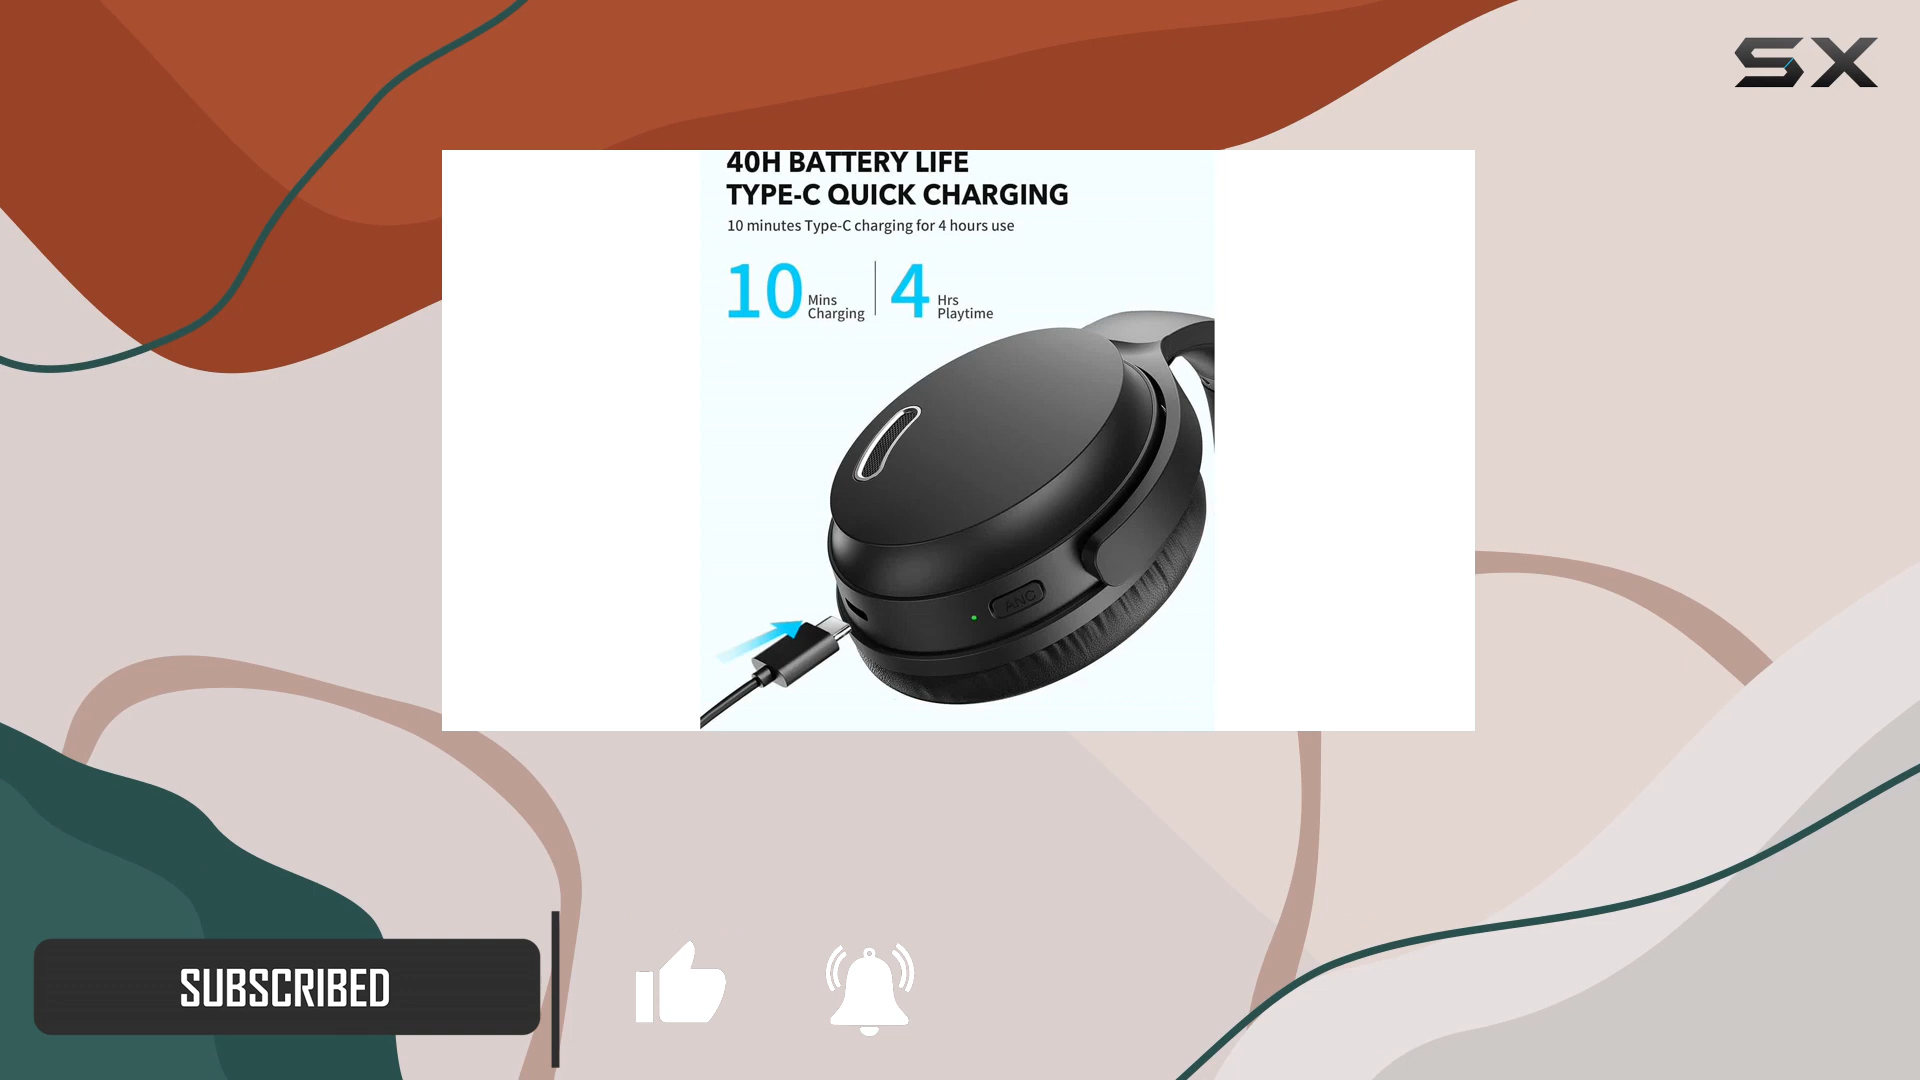 SX
40H BATTERY LIFE
TYPE-C QUICK CHARGING
10 minutes Type-C charging for 4 hours use
10 Mins Charging
4 Hrs Playtime
ANC
SUBSCRIBED